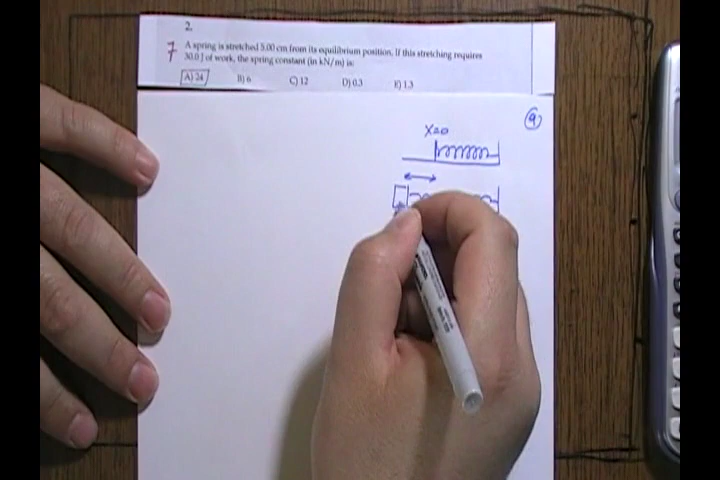 2
7 A spring is stretched 5.00 cm from its equilibrium position. If this stretching requires
30.0 J of work, the spring constant (in kN/m) is:
A) 24 B) 6 C) 12 D) 0.3 E) 1.3
9
X=0